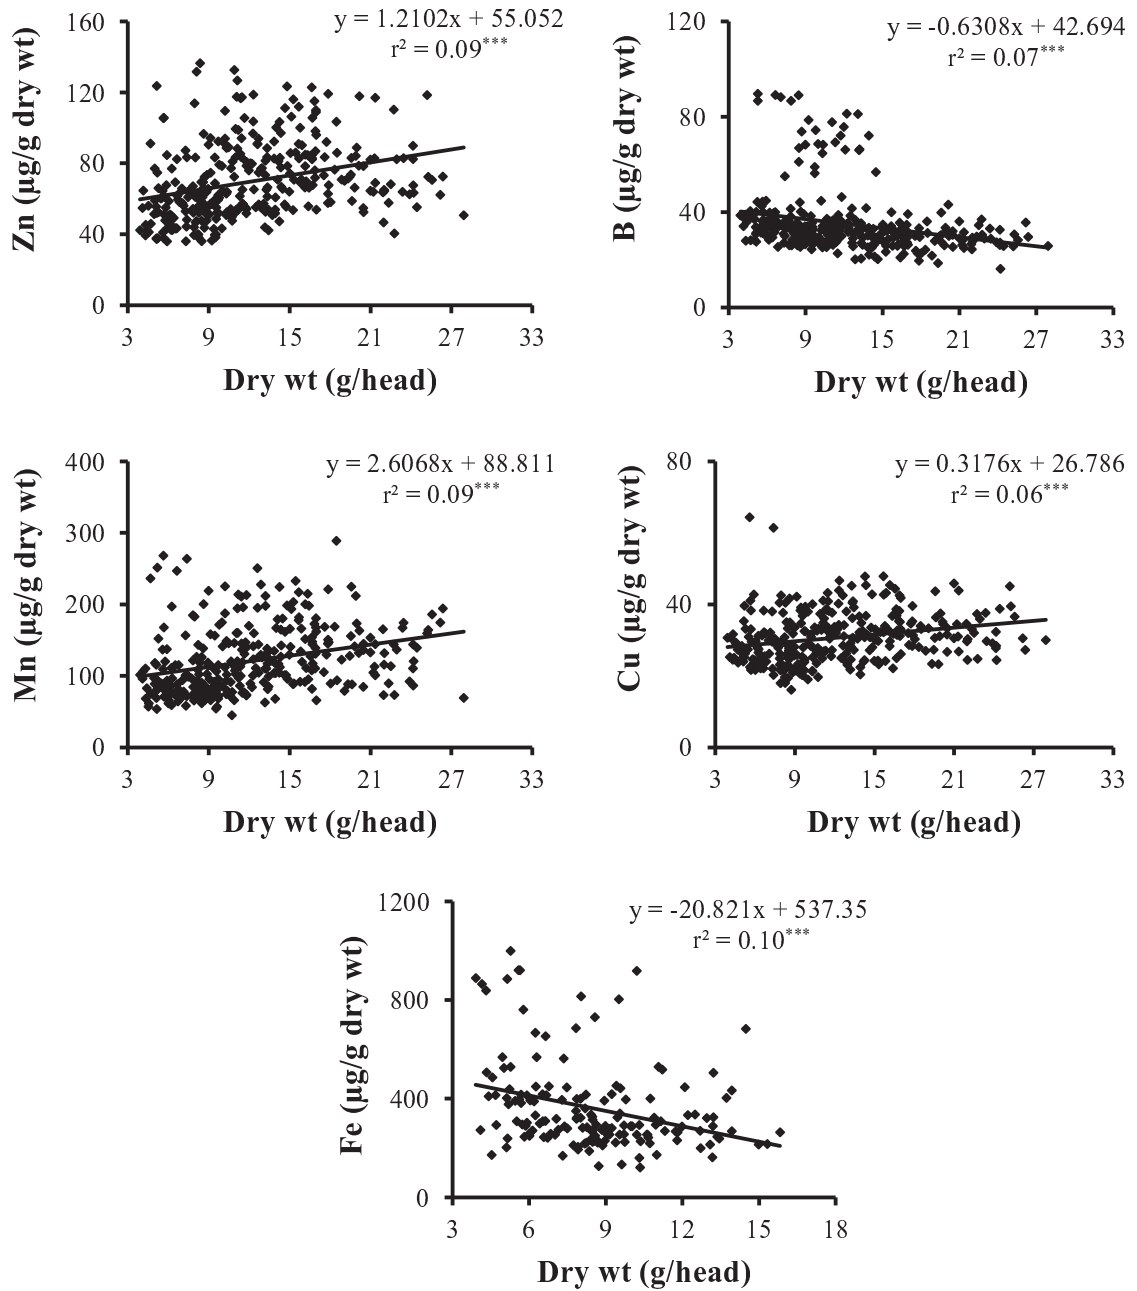 y = 1.2102x + 55.052
r² = 0.09***
Zn (µg/g dry wt)
160
120
80
40
0
3 9 15 21 27 33
Dry wt (g/head)
y = -0.6308x + 42.694
r² = 0.07***
B (µg/g dry wt)
120
80
40
0
3 9 15 21 27 33
Dry wt (g/head)
y = 2.6068x + 88.811
r² = 0.09***
Mn (µg/g dry wt)
400
300
200
100
0
3 9 15 21 27 33
Dry wt (g/head)
y = 0.3176x + 26.786
r² = 0.06***
Cu (µg/g dry wt)
80
40
0
3 9 15 21 27 33
Dry wt (g/head)
y = -20.821x + 537.35
r² = 0.10***
Fe (µg/g dry wt)
1200
800
400
0
3 6 9 12 15 18
Dry wt (g/head)